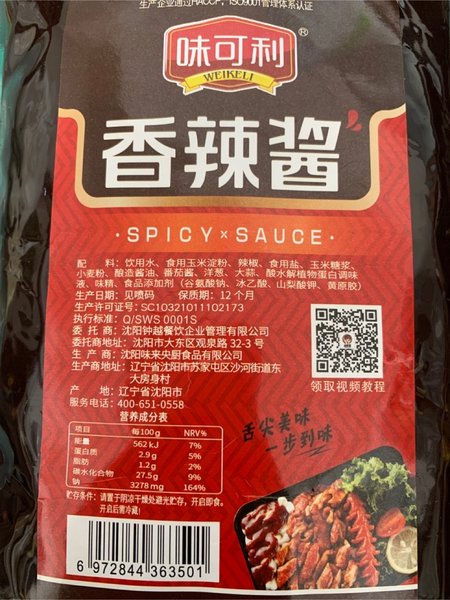 生产企业通过HACCP、ISO9001管理体系认证
味可利®
WEIKELI
香辣酱
·SPICY×SAUCE·
配 料：饮用水、食用玉米淀粉、辣椒、食用盐、玉米糖浆、
小麦粉、酿造酱油、番茄酱、洋葱、大蒜、酸水解植物蛋白调味
液、味精、食品添加剂（谷氨酸钠、冰乙酸、山梨酸钾、黄原胶）
生产日期：见喷码 保质期：12个月
生产许可证号：SC10321011102173
执行标准：Q/SWS 0001S
委 托 商：沈阳钟越餐饮企业管理有限公司
委托商地址：沈阳市大东区观泉路 32-3 号
生 产 商：沈阳味来央厨食品有限公司
生产商地址：辽宁省沈阳市苏家屯区沙河街道东
大房身村
产 地：辽宁省沈阳市
服务电话：400-651-0558
领取视频教程
营养成分表
项目 每100g NRV%
能量 562 kJ 7%
蛋白质 2.9 g 5%
脂肪 1.2 g 2%
碳水化合物 27.5 g 9%
钠 3278 mg 164%
贮存条件：请置于阴凉干燥处避光贮存，开启即食。
开启后需冷藏！
舌尖美味
一步到味
6 972844 363501